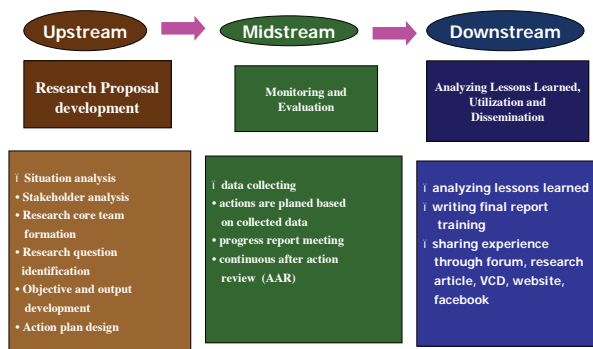 Upstream
Midstream
Downstream
Research Proposal
development
Monitoring and
Evaluation
Analyzing Lessons Learned,
Utilization and
Dissemination
ï Situation analysis
• Stakeholder analysis
• Research core team
formation
• Research question
identification
• Objective and output
development
• Action plan design
ï data collecting
• actions are planed based
on collected data
• progress report meeting
• continuous after action
review (AAR)
ï analyzing lessons learned
ï writing final report
training
ï sharing experience
through forum, research
article, VCD, website,
facebook